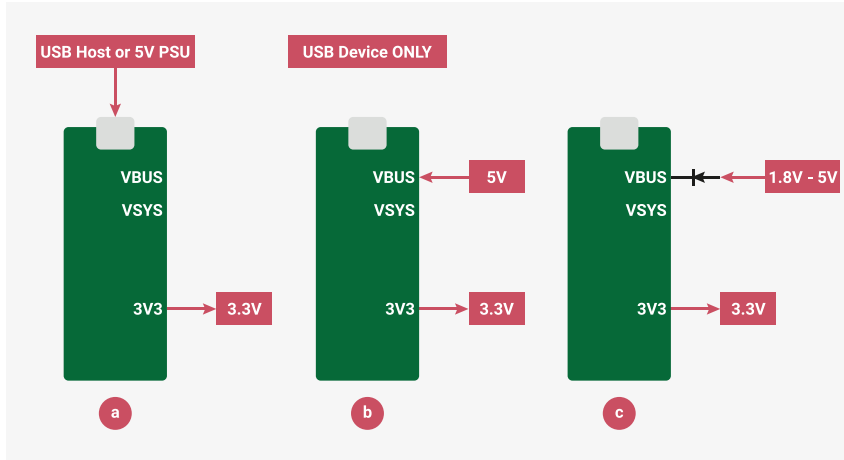 USB Host or 5V PSU
VBUS
VSYS
3V3
3.3V
a
USB Device ONLY
VBUS
5V
VSYS
3V3
3.3V
b
VBUS
1.8V - 5V
VSYS
3V3
3.3V
c